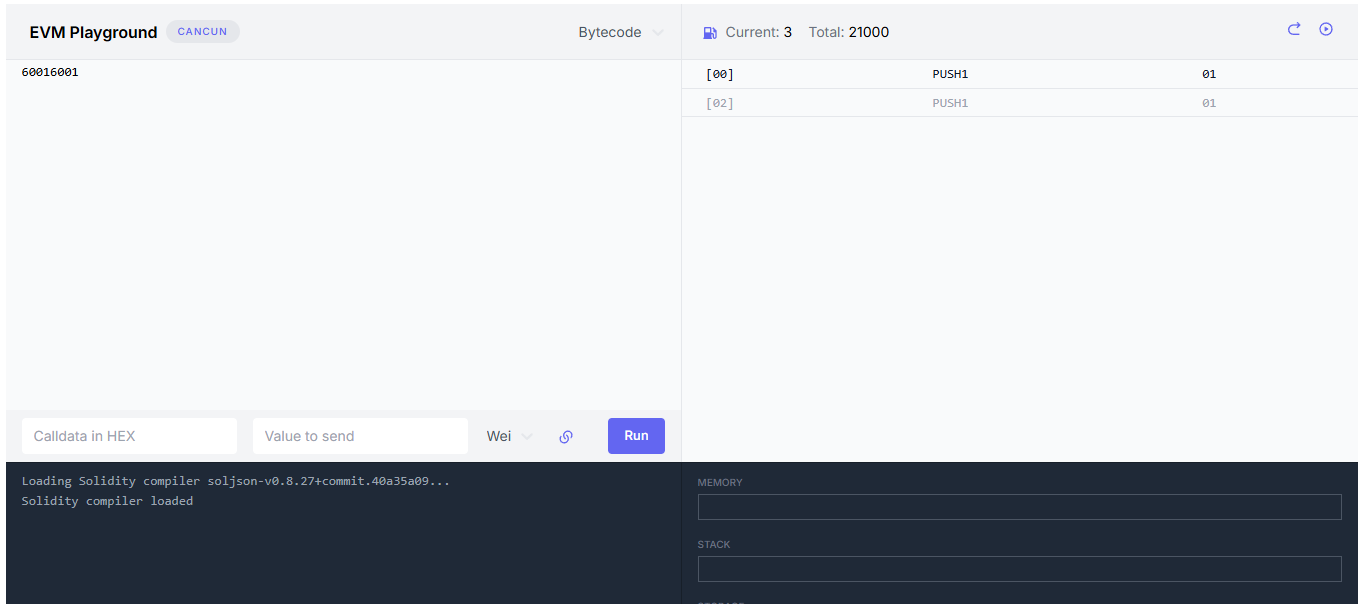 EVM Playground CANCUN Bytecode
60016001
Calldata in HEX Value to send Wei Run
Loading Solidity compiler soljson-v0.8.27+commit.40a35a09...
Solidity compiler loaded
Current: 3 Total: 21000
[00] PUSH1 01
[02] PUSH1 01
MEMORY
STACK